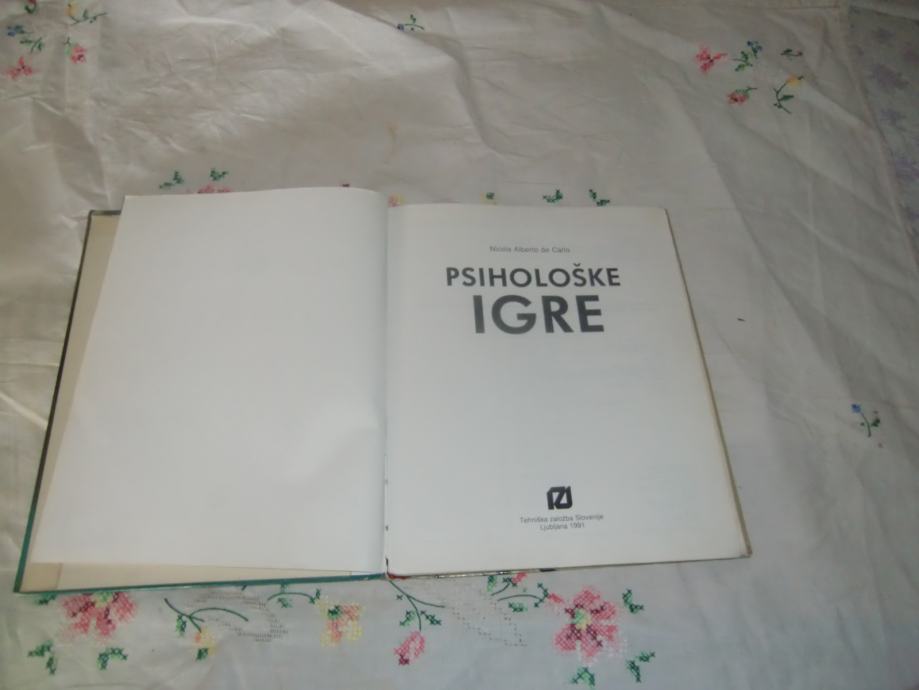 Nicola Alberto de Carlo
PSIHOLOŠKE
IGRE
Tehniška založba Slovenije
Ljubljana 1991